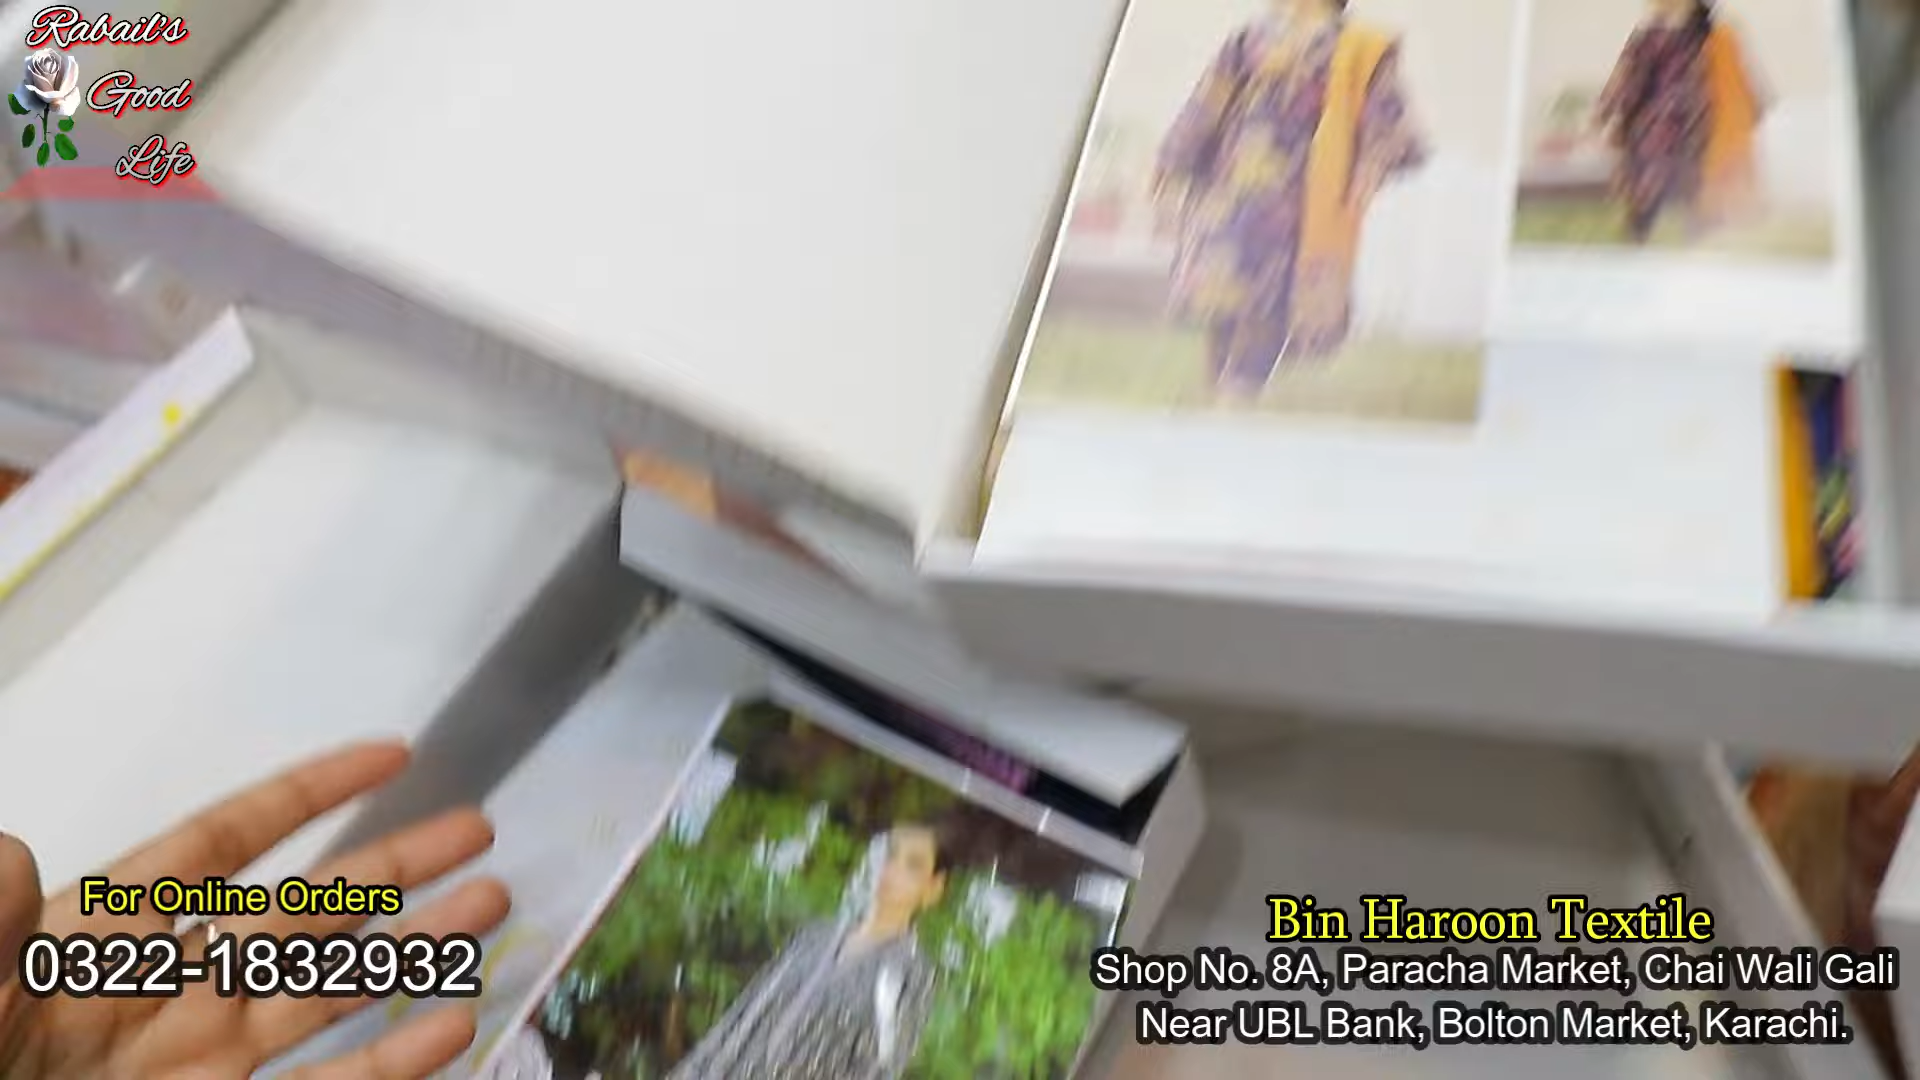 Rabail's
Good
Life
For Online Orders
0322-1832932
Bin Haroon Textile
Shop No. 8A, Paracha Market, Chai Wali Gali
Near UBL Bank, Bolton Market, Karachi.